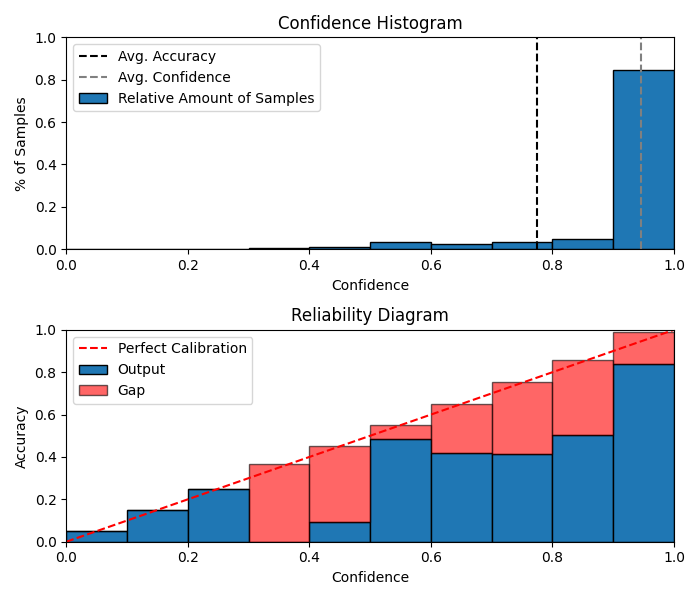 Confidence Histogram
1.0
0.8
0.6
0.4
0.2
0.0
% of Samples
Avg. Accuracy
Avg. Confidence
Relative Amount of Samples
0.0 0.2 0.4 0.6 0.8 1.0
Confidence
Reliability Diagram
1.0
0.8
0.6
0.4
0.2
0.0
Accuracy
Perfect Calibration
Output
Gap
0.0 0.2 0.4 0.6 0.8 1.0
Confidence